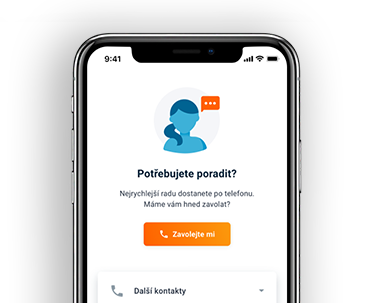 9:41
Potřebujete poradit?
Nejrychlejší radu dostanete po telefonu.
Máme vám hned zavolat?
Zavolejte mi
Další kontakty